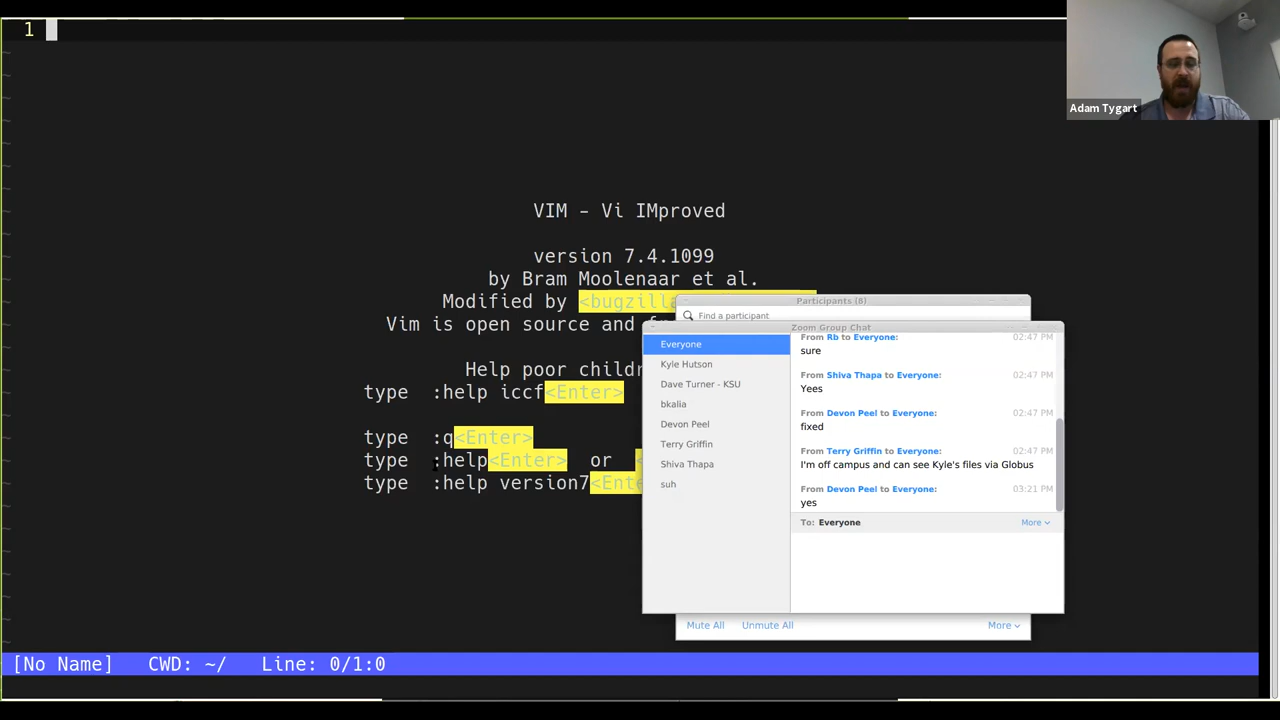 1
Adam Tygart
VIM - Vi IMproved
version 7.4.1099
by Bram Moolenaar et al.
Modified by <bugzilla
Vim is open source and
Help poor
type :help iccf<Enter>
type :q<Enter>
type :help<Enter> or <
type :help version7<Ente
Participants (8)
Find a participant
Zoom Group Chat
Everyone
Kyle Hutson
Dave Turner - KSU
bkalia
Devon Peel
Terry Griffin
Shiva Thapa
suh
From Rb to Everyone: 02:47 PM
sure
From Shiva Thapa to Everyone: 02:47 PM
Yees
From Devon Peel to Everyone: 02:47 PM
fixed
From Terry Griffin to Everyone: 02:47 PM
I'm off campus and can see Kyle's files via Globus
From Devon Peel to Everyone: 03:21 PM
yes
To: Everyone More
Mute All Unmute All More
[No Name] CWD: ~/ Line: 0/1:0